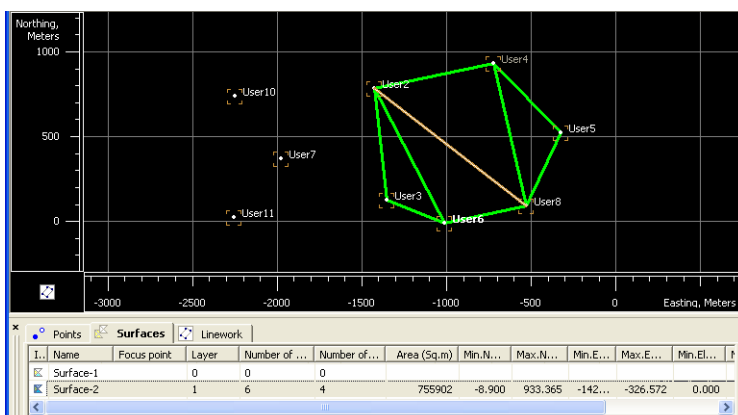 Northing,
Meters
1000
500
0
User4
User2
User10
User5
User7
User3
User8
User11
User6
-3000 -2500 -2000 -1500 -1000 -500 0 Easting, Meters
Points Surfaces Linework
I.. Name Focus point Layer Number of ... Number of... Area (Sq.m) Min.N... Max.N... Min.E... Max.E... Min.El...
Surface-1 0 0 0
Surface-2 1 6 4 755902 -8.900 933.365 -142... -326.572 0.000